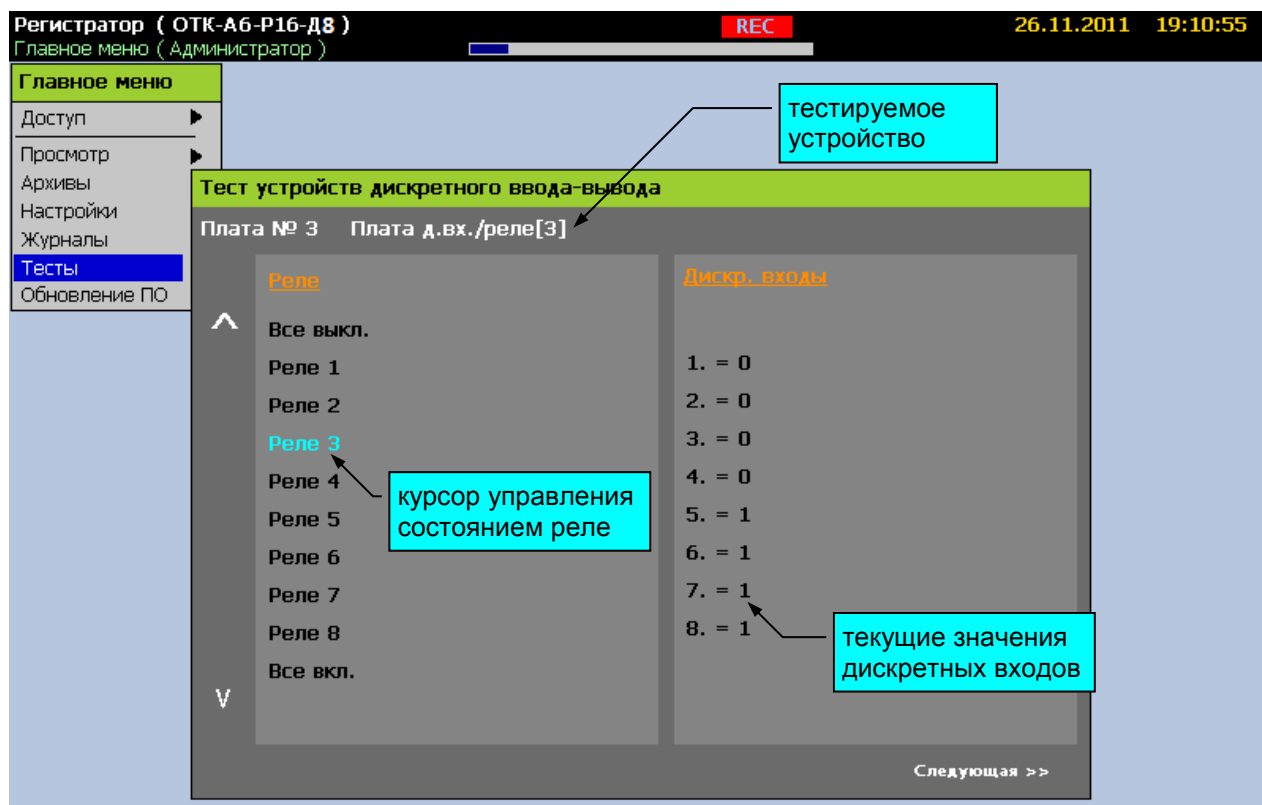 Регистратор ( ОТК-А6-Р16-Д8 )
REC
26.11.2011 19:10:55
Главное меню ( Администратор )
Главное меню
Доступ
Просмотр
Архивы
Настройки
Журналы
Тесты
Обновление ПО
тестируемое
устройство
Тест устройств дискретного ввода-вывода
Плата № 3 Плата д.вх./реле[3]
Реле
Все выкл.
Реле 1
Реле 2
Реле 3
Реле 4
Реле 5
Реле 6
Реле 7
Реле 8
Все вкл.
курсор управления
состоянием реле
Дискр. входы
1. = 0
2. = 0
3. = 0
4. = 0
5. = 1
6. = 1
7. = 1
8. = 1
текущие значения
дискретных входов
Следующая >>